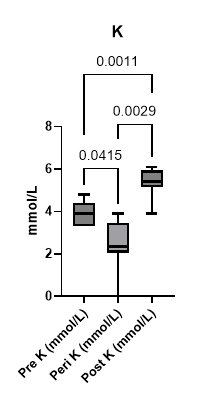 K
0.0011
0.0029
0.0415
8
6
4
2
0
mmol/L
Pre K (mmol/L)
Peri K (mmol/L)
Post K (mmol/L)